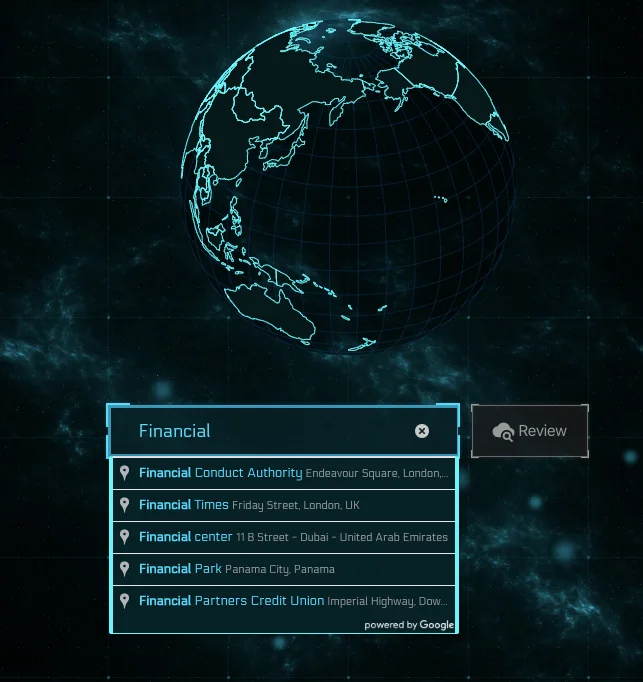 Financial
Review
Financial Conduct Authority Endeavour Square, London,...
Financial Times Friday Street, London, UK
Financial center 11 B Street - Dubai - United Arab Emirates
Financial Park Panama City, Panama
Financial Partners Credit Union Imperial Highway, Dow...
powered by Google